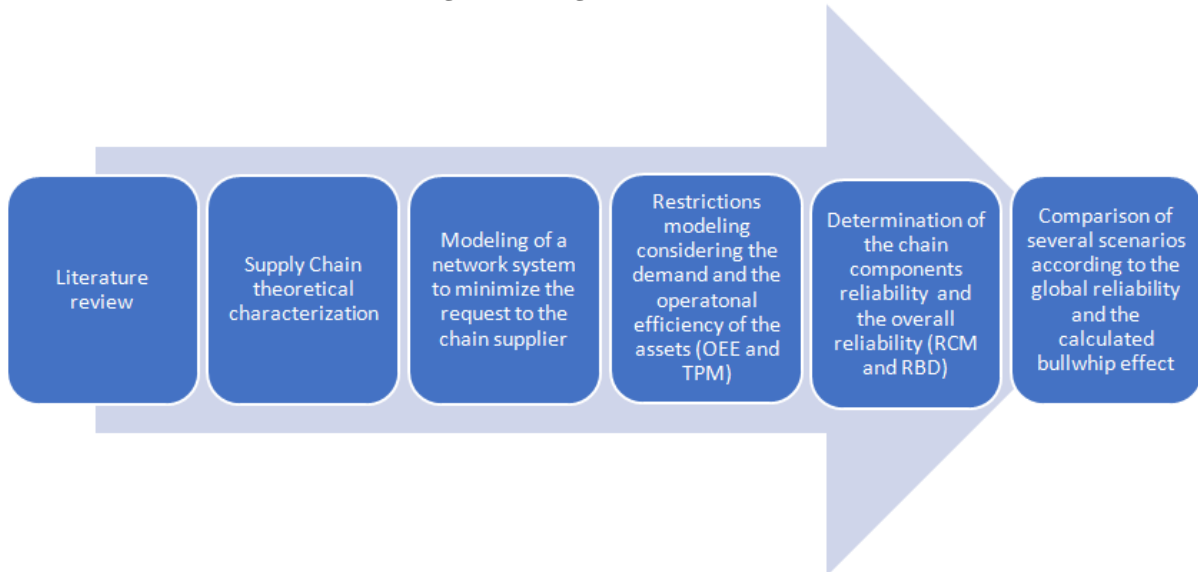 Literature
review
Supply Chain
theoretical
characterization
Modeling of a
network system
to minimize the
request to the
chain supplier
Restrictions
modeling
considering the
demand and the
operatonal
efficiency of the
assets (OEE and
TPM)
Determination of
the chain
components
reliability and
the overall
reliability (RCM
and RBD)
Comparison of
several scenarios
according to the
global reliability
and the
calculated
bullwhip effect